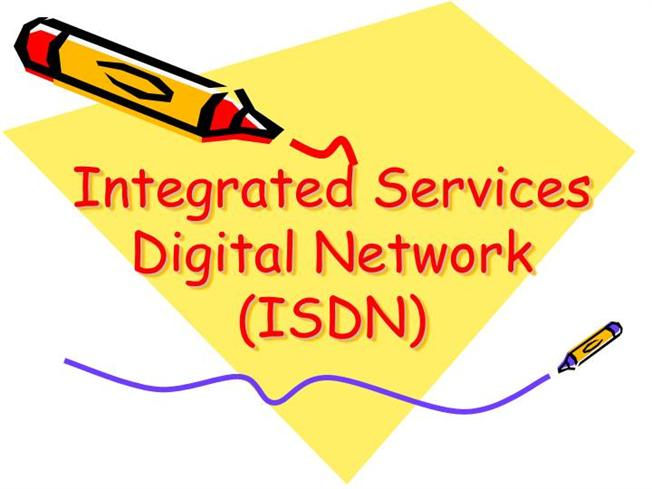 Integrated Services
Digital Network
(ISDN)